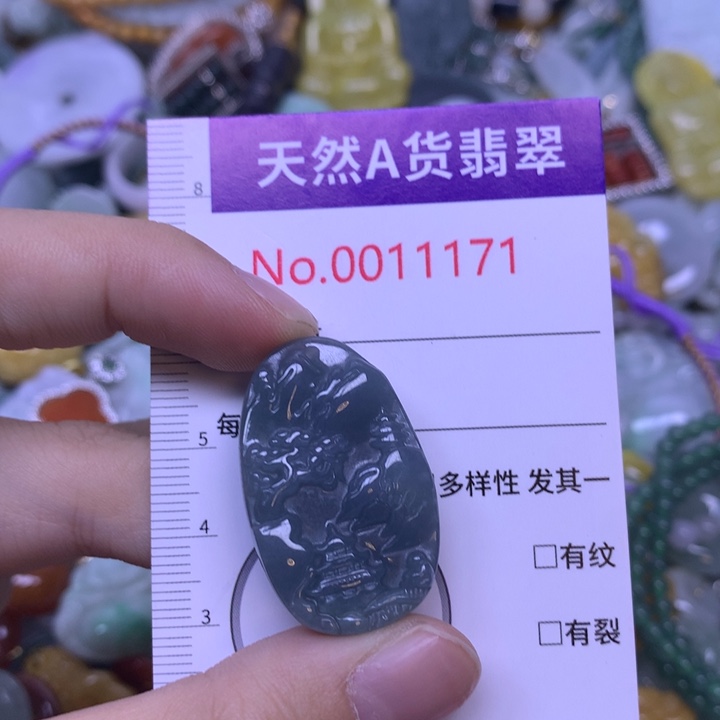 天然A货翡翠
No.0011171
8
每
多样性 发其一
5
4
□有纹
3
□有裂